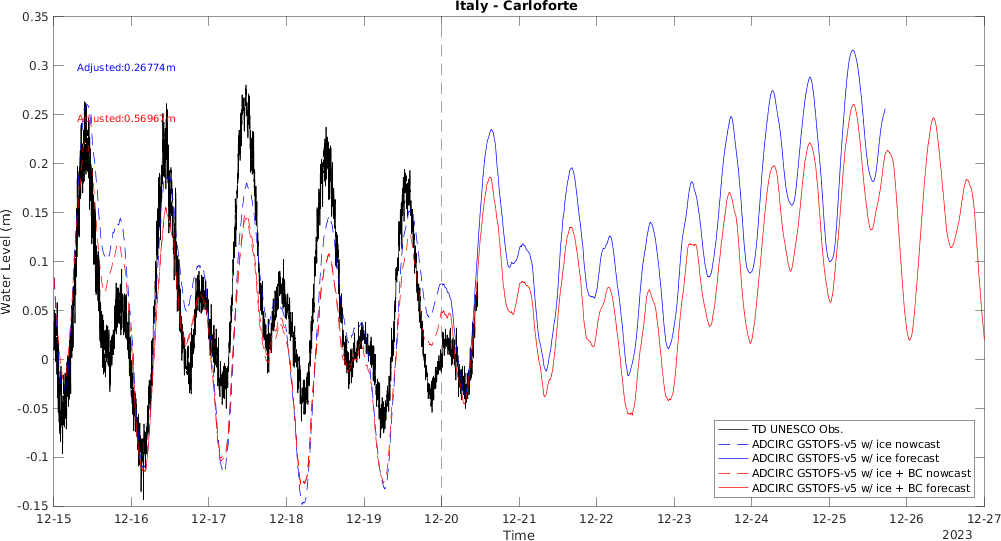 Italy - Carloforte
0.35
0.3
0.25
0.2
0.15
0.1
0.05
0
-0.05
-0.1
-0.15
Water Level (m)
Adjusted:0.26774m
TD UNESCO Obs.
ADCIRC GSTOFS-v5 w/ ice nowcast
ADCIRC GSTOFS-v5 w/ ice forecast
ADCIRC GSTOFS-v5 w/ ice + BC nowcast
ADCIRC GSTOFS-v5 w/ ice + BC forecast
12-15 12-16 12-17 12-18 12-19 12-20 12-21 12-22 12-23 12-24 12-25 12-26 12-27
Time
2023